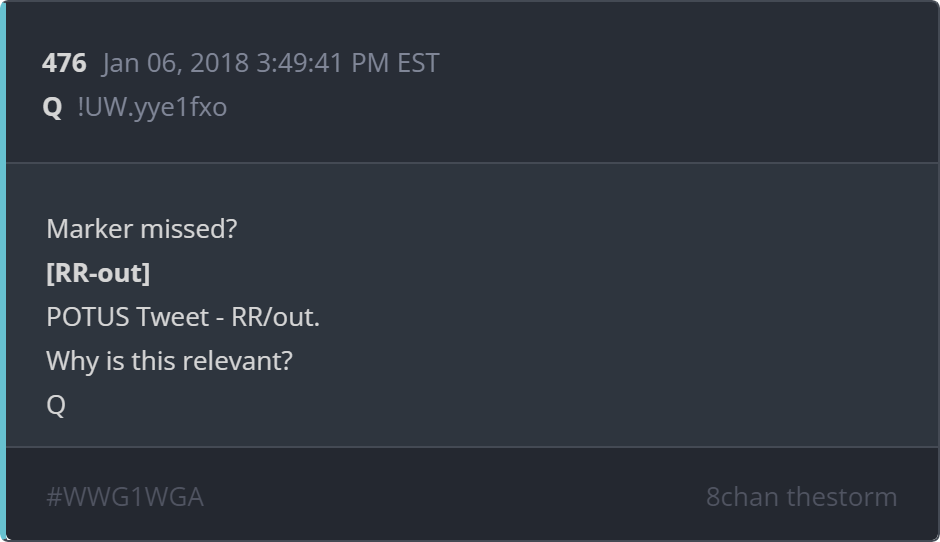 476 Jan 06, 2018 3:49:41 PM EST
Q !UW.yye1fxo
Marker missed?
[RR-out]
POTUS Tweet - RR/out.
Why is this relevant?
Q
#WWG1WGA 8chan thestorm